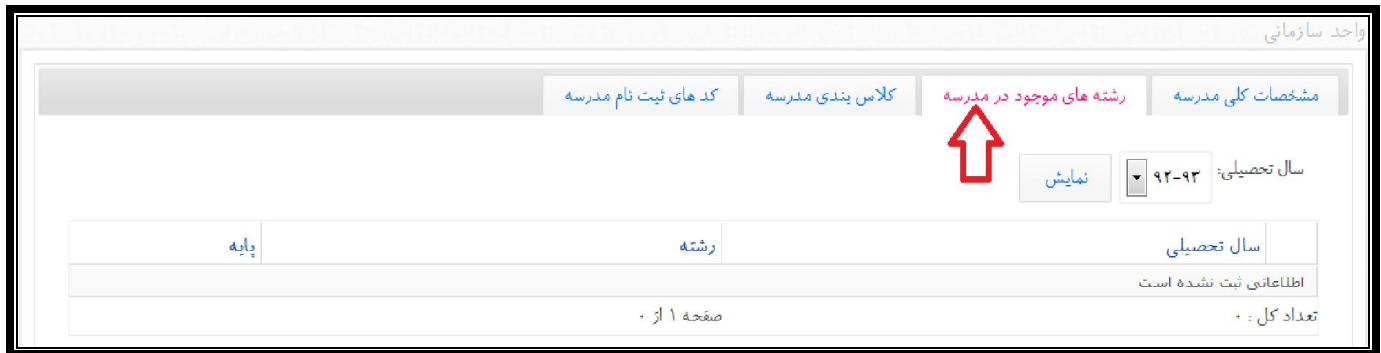 واحد سازمانی
مشخصات کلی مدرسه رشته های موجود در مدرسه کلاس بندی مدرسه کد های ثبت نام مدرسه
سال تحصیلی: ۹۲-۹۳ نمایش
سال تحصیلی رشته پایه
اطلاعاتی ثبت نشده است
تعداد کل : ۰ صفحه ۱ از ۰